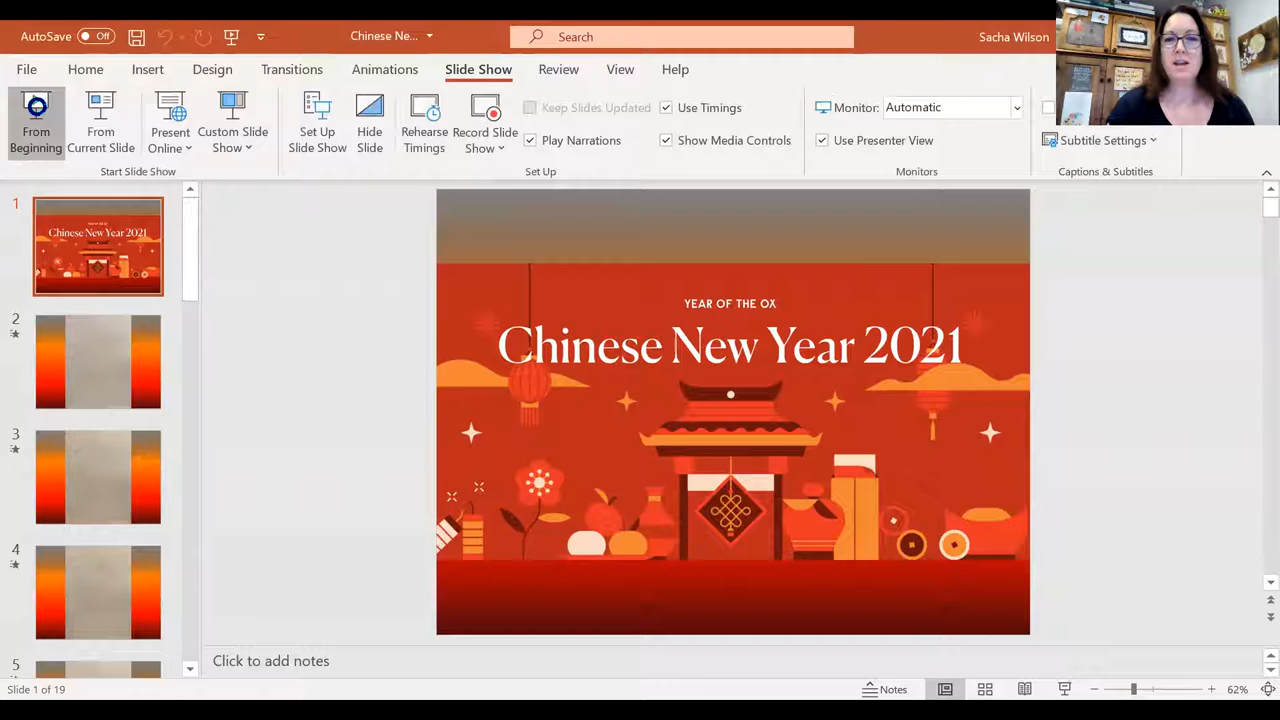 AutoSave Off
Chinese Ne...
Search
Sacha Wilson
File Home Insert Design Transitions Animations Slide Show Review View Help
From Beginning
From Current Slide
Present Online
Custom Slide Show
Start Slide Show
Set Up Slide Show
Hide Slide
Rehearse Timings
Record Slide Show
Keep Slides Updated
Use Timings
Play Narrations
Show Media Controls
Set Up
Monitor: Automatic
Use Presenter View
Monitors
Subtitle Settings
Captions & Subtitles
1
Chinese New Year 2021
2
3
4
5
YEAR OF THE OX
Chinese New Year 2021
Click to add notes
Slide 1 of 19
Notes
62%